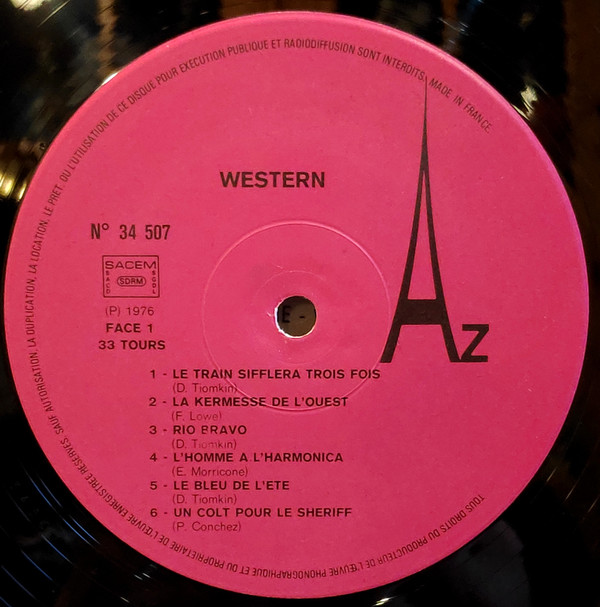 TOUS DROITS DU PRODUCTEUR DE L'ŒUVRE PHONOGRAPHIQUE ET DU PROPRIETAIRE DE L'ŒUVRE ENREGISTREE RESERVES. SAUF AUTORISATION, LA DUPLICATION, LA LOCATION, LE PRET, OU L'UTILISATION DE CE DISQUE POUR EXECUTION PUBLIQUE ET RADIODIFFUSION SONT INTERDITS. MADE IN FRANCE
WESTERN
N° 34 507
SACEM
SACD
SDRM
SGDL
(P) 1976
FACE 1
33 TOURS
AZ
1 - LE TRAIN SIFFLERA TROIS FOIS
(D. Tiomkin)
2 - LA KERMESSE DE L'OUEST
(F. Lowe)
3 - RIO BRAVO
(D. Tiomkin)
4 - L'HOMME A L'HARMONICA
(E. Morricone)
5 - LE BLEU DE L'ETE
(D. Tiomkin)
6 - UN COLT POUR LE SHERIFF
(P. Conchez)